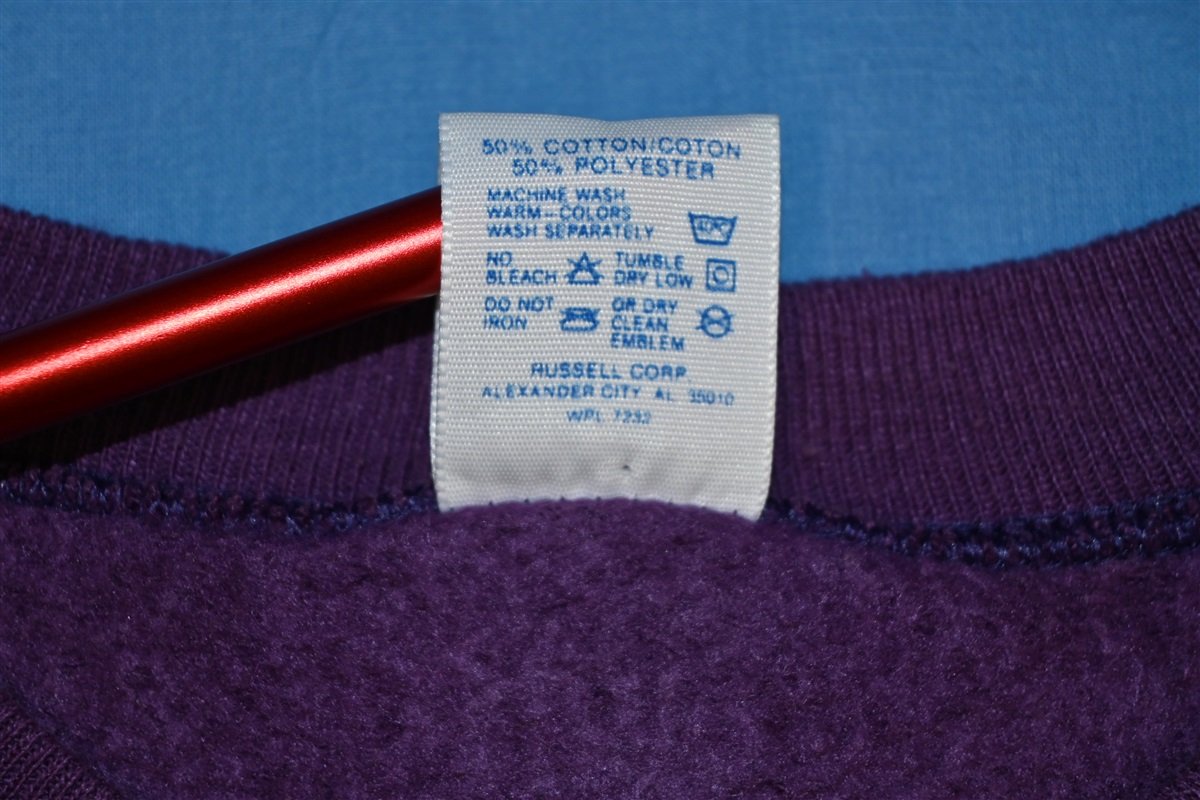 50% COTTON/COTON
50% POLYESTER
MACHINE WASH
WARM-COLORS
WASH SEPARATELY
40°C
NO
BLEACH
TUMBLE
DRY LOW
DO NOT
IRON
OR DRY
CLEAN
EMBLEM
RUSSELL CORP
ALEXANDER CITY AL 35010
WPL 7232